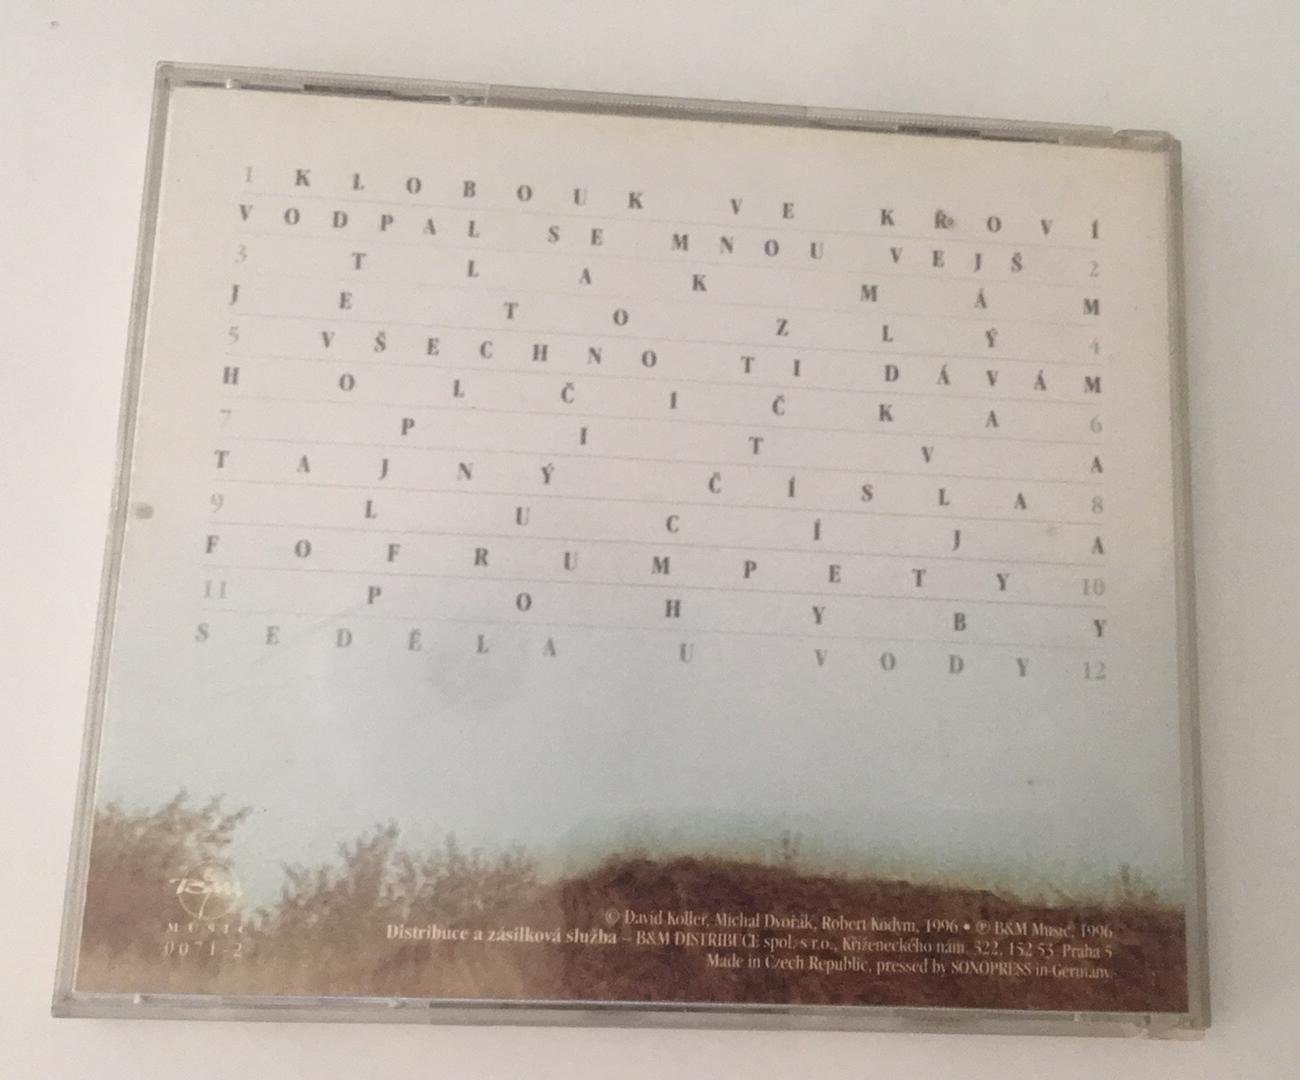 1 KLOBOUK VE KŘOVÍ
VODPAL SE MNOU VEJŠ 2
3 TLAK MÁM
JE TO ZLÝ 4
5 VŠECHNO TI DÁVÁM
HOLČIČKA 6
7 PITVA
TAJNÝ ČÍSLA 8
9 LUCÍJA
FOFRUMPETY 10
11 POHYBY
SEDĚLA U VODY 12
B&M
MUSIC
0071-2
© David Koller, Michal Dvořák, Robert Kodym, 1996 • ℗ B&M Music, 1996
Distribuce a zásilková služba – B&M DISTRIBUCE spol. s r.o., Kříženeckého nám. 322, 152 53 Praha 5
Made in Czech Republic, pressed by SONOPRESS in Germany.